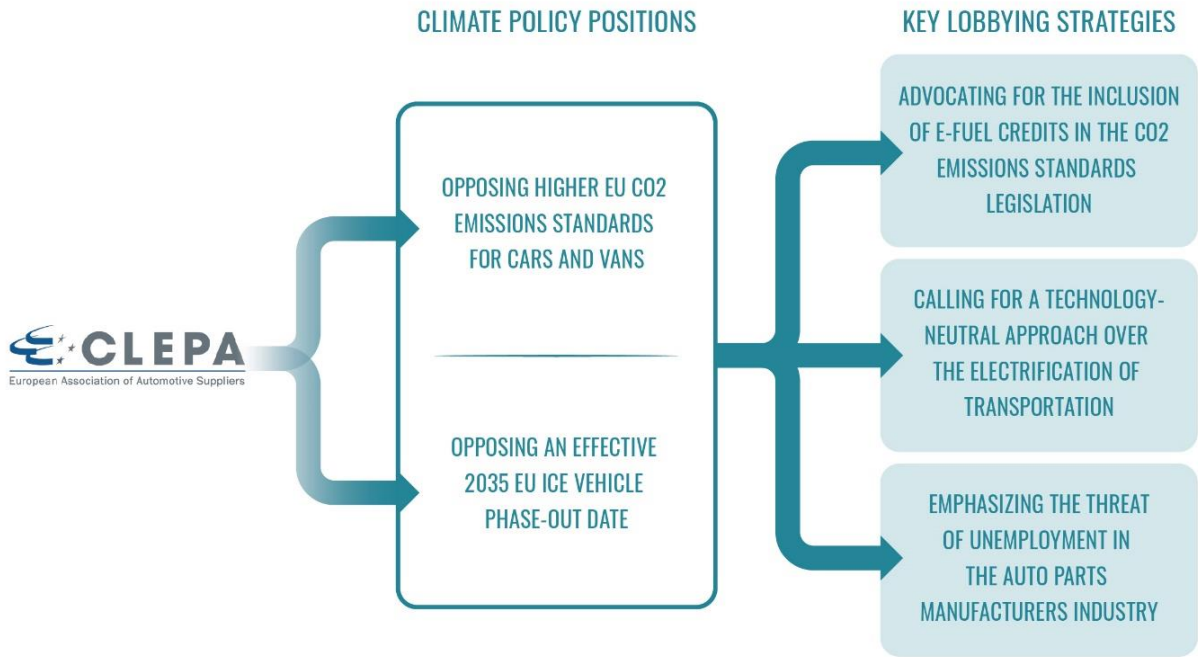 CLIMATE POLICY POSITIONS
KEY LOBBYING STRATEGIES
CLEPA
European Association of Automotive Suppliers
OPPOSING HIGHER EU CO2
EMISSIONS STANDARDS
FOR CARS AND VANS
OPPOSING AN EFFECTIVE
2035 EU ICE VEHICLE
PHASE-OUT DATE
ADVOCATING FOR THE INCLUSION
OF E-FUEL CREDITS IN THE CO2
EMISSIONS STANDARDS
LEGISLATION
CALLING FOR A TECHNOLOGY-
NEUTRAL APPROACH OVER
THE ELECTRIFICATION OF
TRANSPORTATION
EMPHASIZING THE THREAT
OF UNEMPLOYMENT IN
THE AUTO PARTS
MANUFACTURERS INDUSTRY